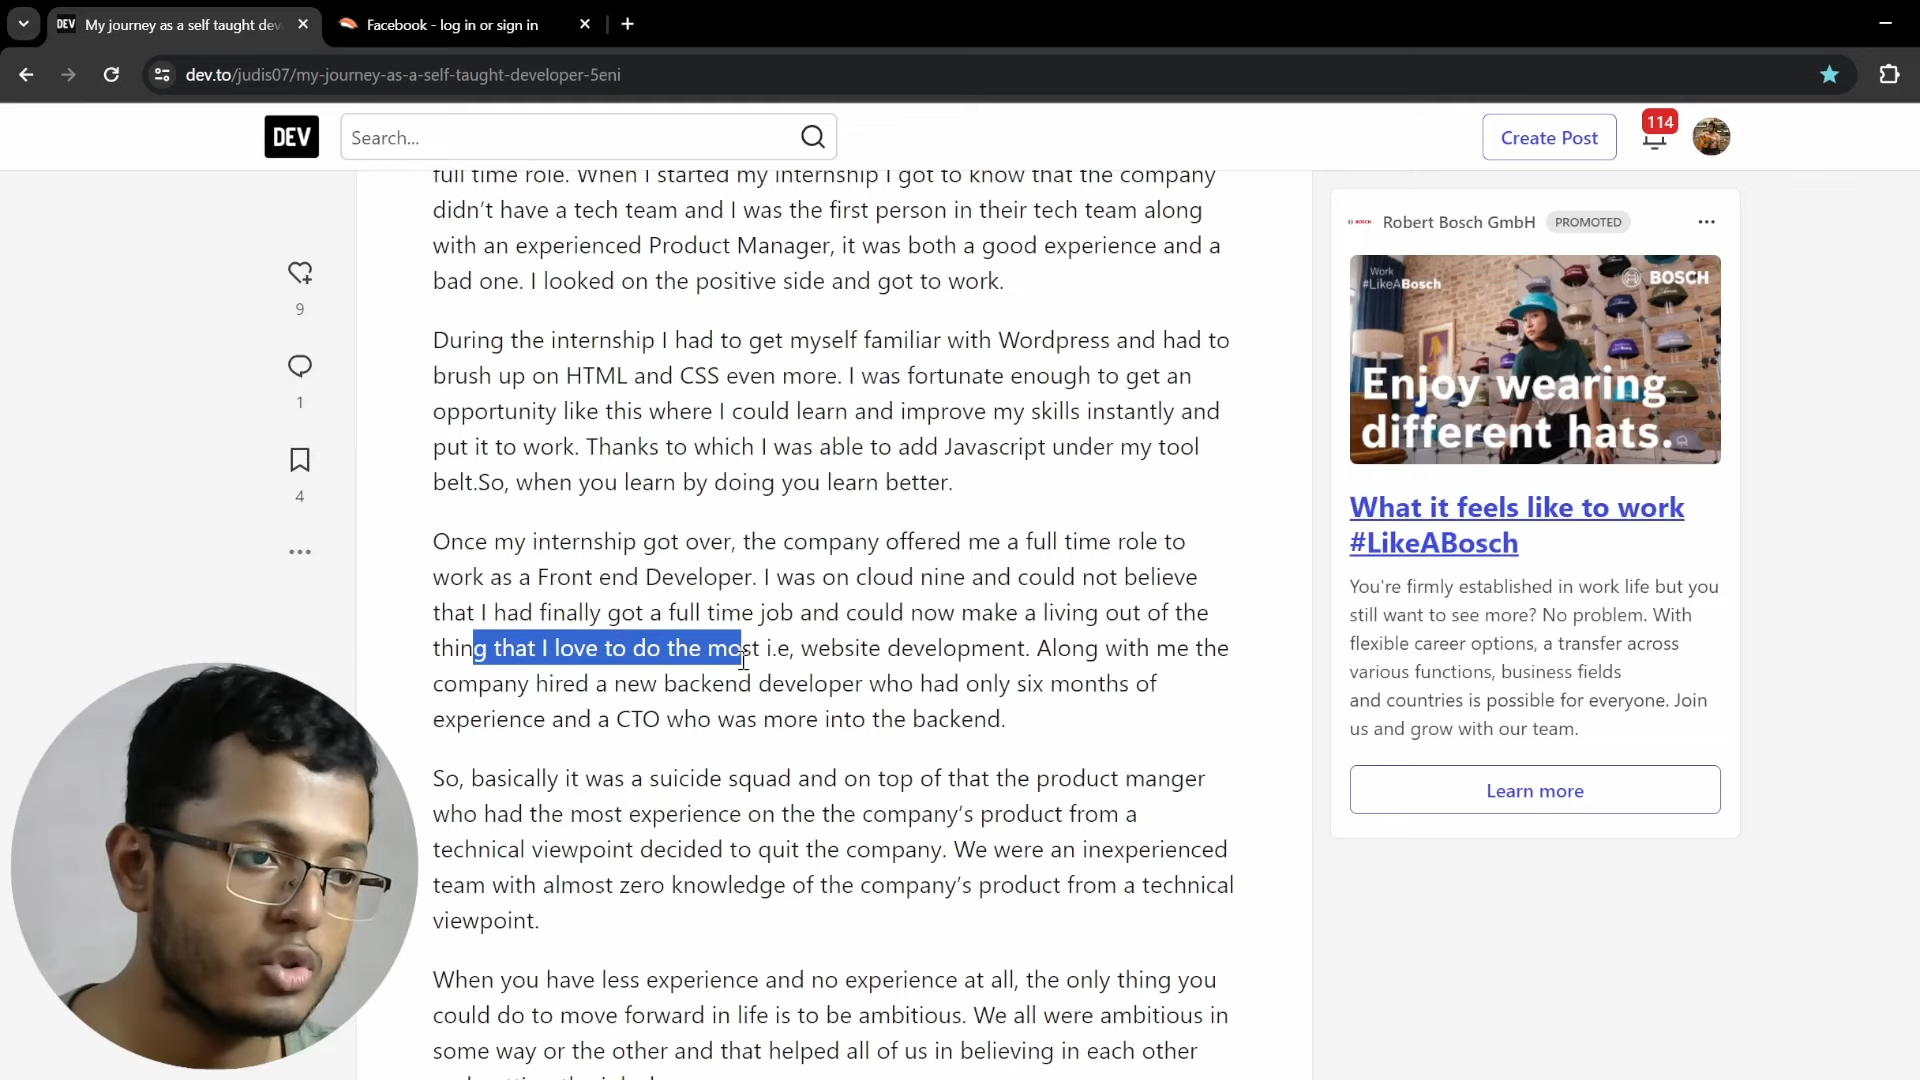 DEV
My journey as a self taught dev
Facebook - log in or sign in
dev.to/judis07/my-journey-as-a-self-taught-developer-5eni
DEV
Search...
Create Post
114
full time role. When I started my internship I got to know that the company
didn't have a tech team and I was the first person in their tech team along
with an experienced Product Manager, it was both a good experience and a
bad one. I looked on the positive side and got to work.
During the internship I had to get myself familiar with Wordpress and had to
brush up on HTML and CSS even more. I was fortunate enough to get an
opportunity like this where I could learn and improve my skills instantly and
put it to work. Thanks to which I was able to add Javascript under my tool
belt.So, when you learn by doing you learn better.
Once my internship got over, the company offered me a full time role to
work as a Front end Developer. I was on cloud nine and could not believe
that I had finally got a full time job and could now make a living out of the
thing that I love to do the most i.e, website development. Along with me the
company hired a new backend developer who had only six months of
experience and a CTO who was more into the backend.
So, basically it was a suicide squad and on top of that the product manger
who had the most experience on the the company's product from a
technical viewpoint decided to quit the company. We were an inexperienced
team with almost zero knowledge of the company's product from a technical
viewpoint.
When you have less experience and no experience at all, the only thing you
could do to move forward in life is to be ambitious. We all were ambitious in
some way or the other and that helped all of us in believing in each other
9
1
4
BOSCH
Robert Bosch GmbH
PROMOTED
Work
#LikeABosch
BOSCH
Enjoy wearing
different hats.
What it feels like to work
#LikeABosch
You're firmly established in work life but you
still want to see more? No problem. With
flexible career options, a transfer across
various functions, business fields
and countries is possible for everyone. Join
us and grow with our team.
Learn more